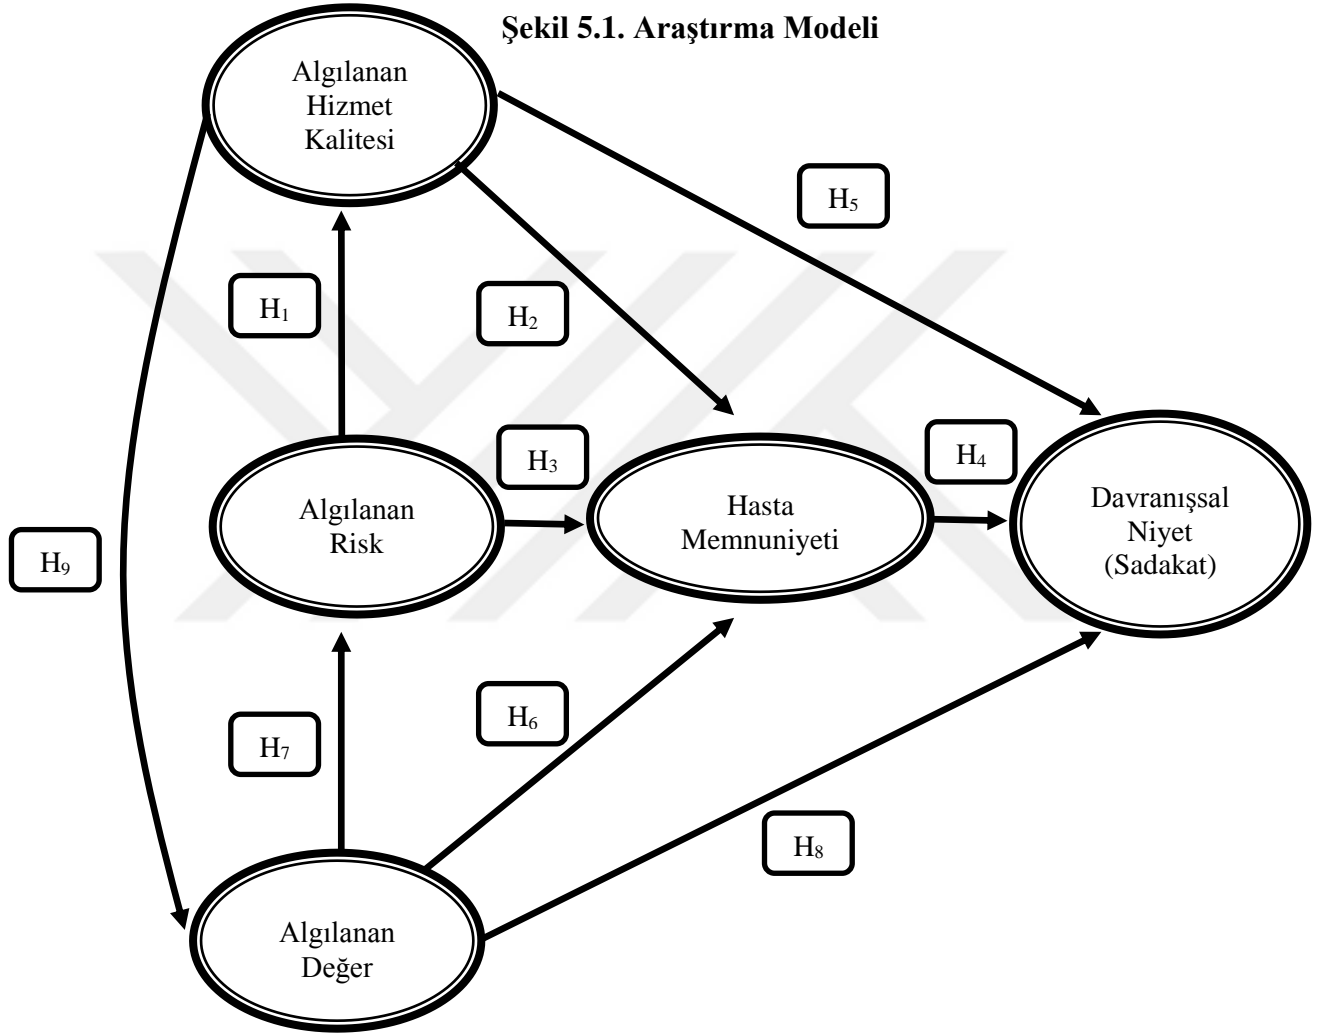 Şekil 5.1. Araştırma Modeli
Algılanan
Hizmet
Kalitesi
H₅
H₁
H₂
H₃
H₄
Algılanan
Risk
Hasta
Memnuniyeti
Davranışsal
Niyet
(Sadakat)
H₉
H₇
H₆
H₈
Algılanan
Değer